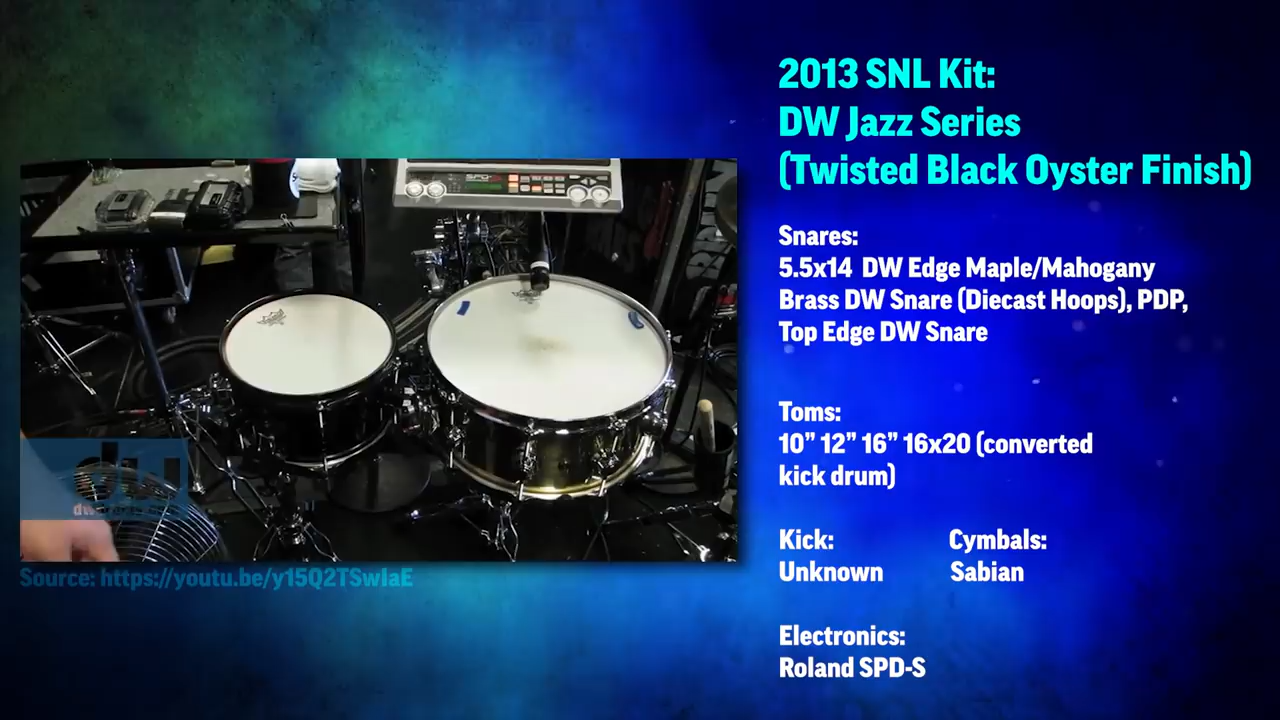 2013 SNL Kit:
DW Jazz Series
(Twisted Black Oyster Finish)
Snares:
5.5x14 DW Edge Maple/Mahogany
Brass DW Snare (Diecast Hoops), PDP,
Top Edge DW Snare
Toms:
10” 12” 16” 16x20 (converted
kick drum)
Kick:
Unknown
Cymbals:
Sabian
Electronics:
Roland SPD-S
dw
Source: https://youtu.be/y15Q2TSwIaE